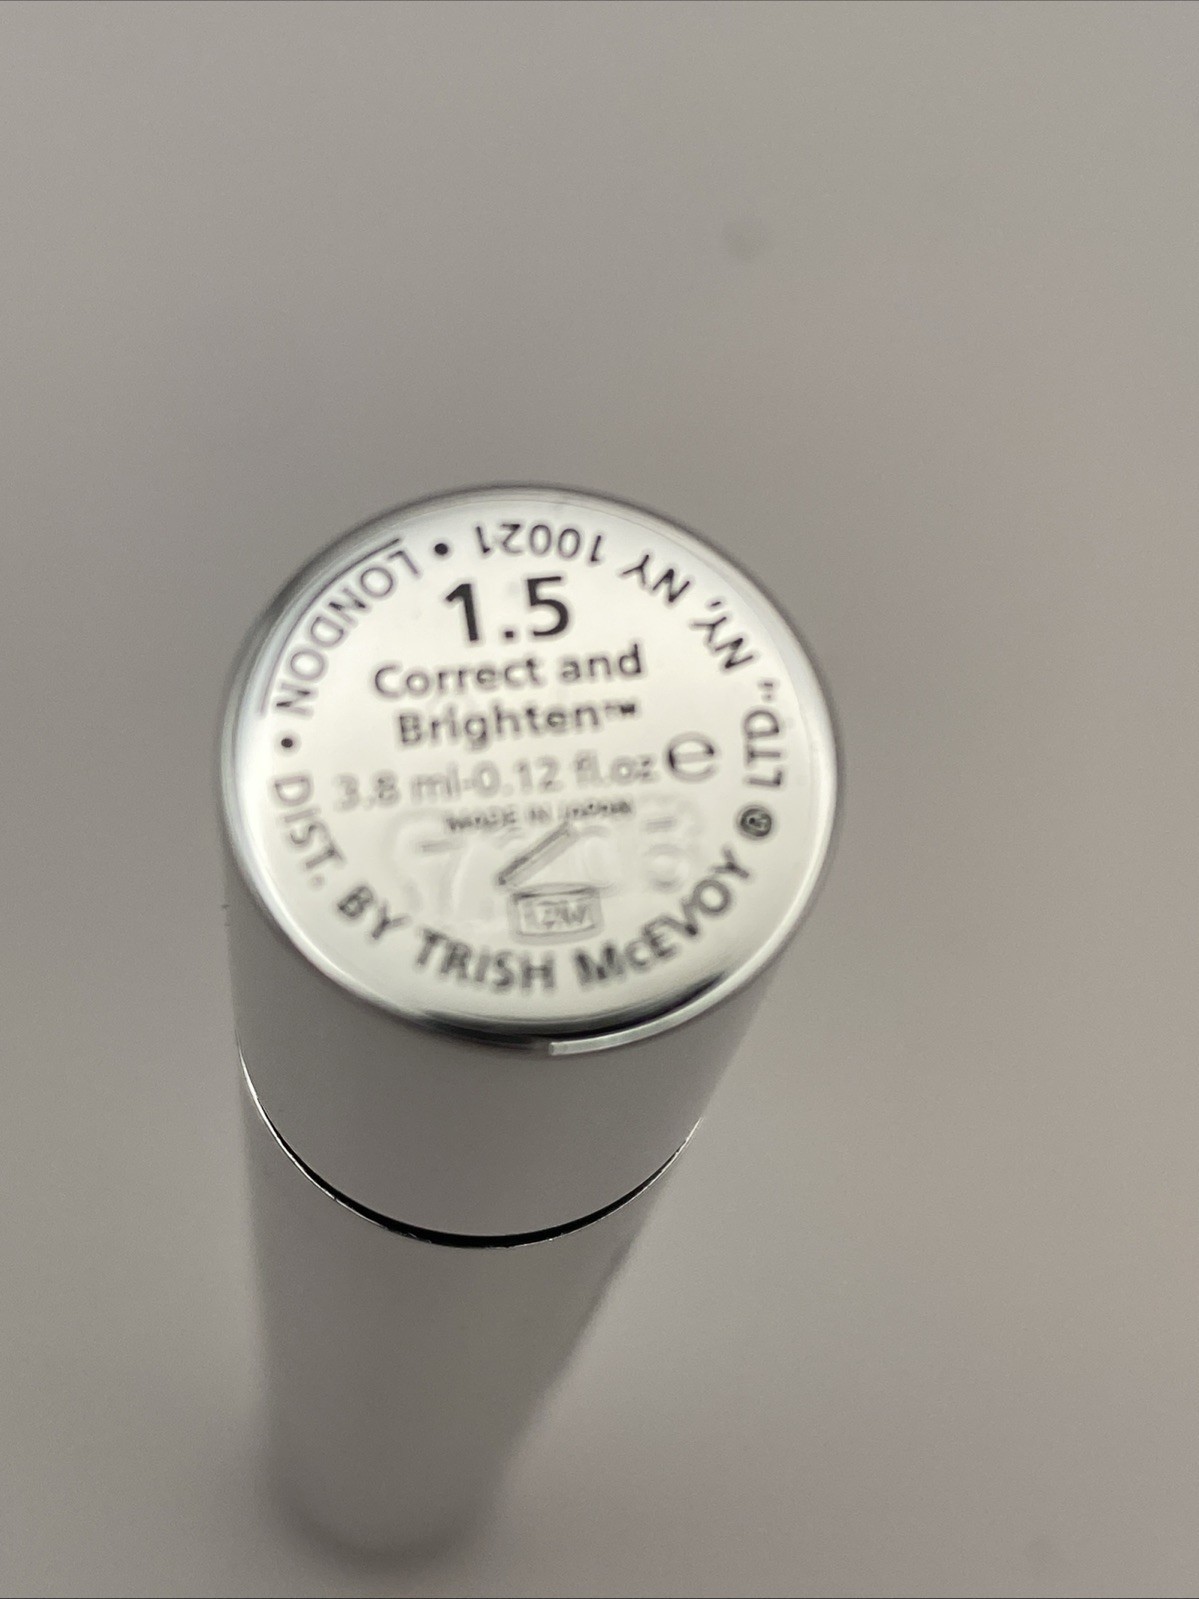 1.5
Correct and
Brighten™
3.8 ml-0.12 fl.oz e
MADE IN JAPAN
12M
DIST. BY TRISH McEVOY ® LTD., NY, NY 10021 • LONDON •